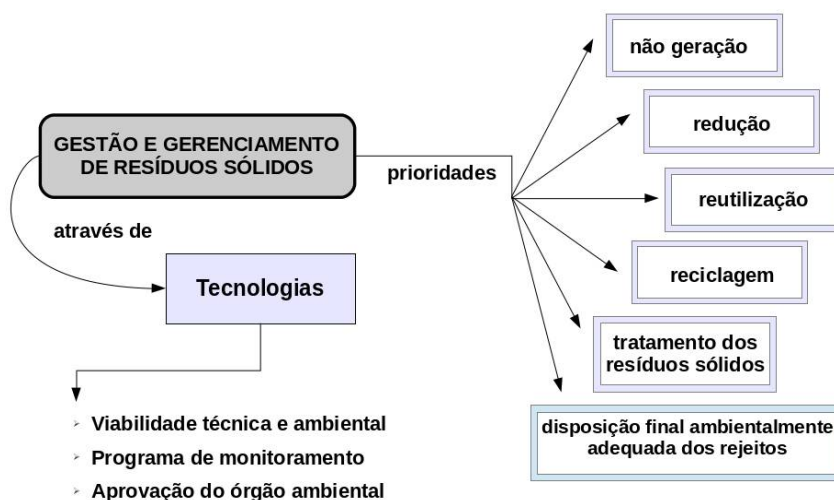 GESTÃO E GERENCIAMENTO
DE RESÍDUOS SÓLIDOS
através de
Tecnologias
Viabilidade técnica e ambiental
Programa de monitoramento
Aprovação do órgão ambiental
prioridades
não geração
redução
reutilização
reciclagem
tratamento dos
resíduos sólidos
disposição final ambientalmente
adequada dos rejeitos